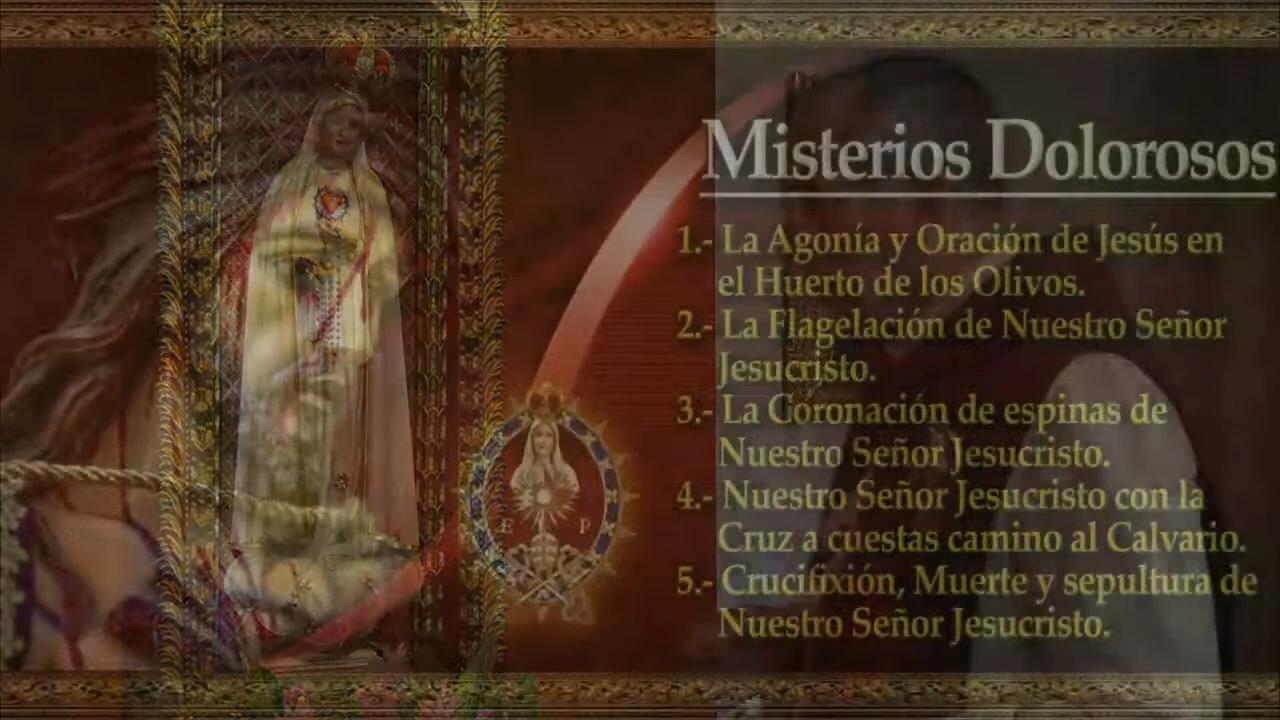 Misterios Dolorosos
1.- La Agonía y Oración de Jesús en
el Huerto de los Olivos.
2.- La Flagelación de Nuestro Señor
Jesucristo.
3.- La Coronación de espinas de
Nuestro Señor Jesucristo.
4.- Nuestro Señor Jesucristo con la
Cruz a cuestas camino al Calvario.
5.- Crucifixión, Muerte y sepultura de
Nuestro Señor Jesucristo.
E P